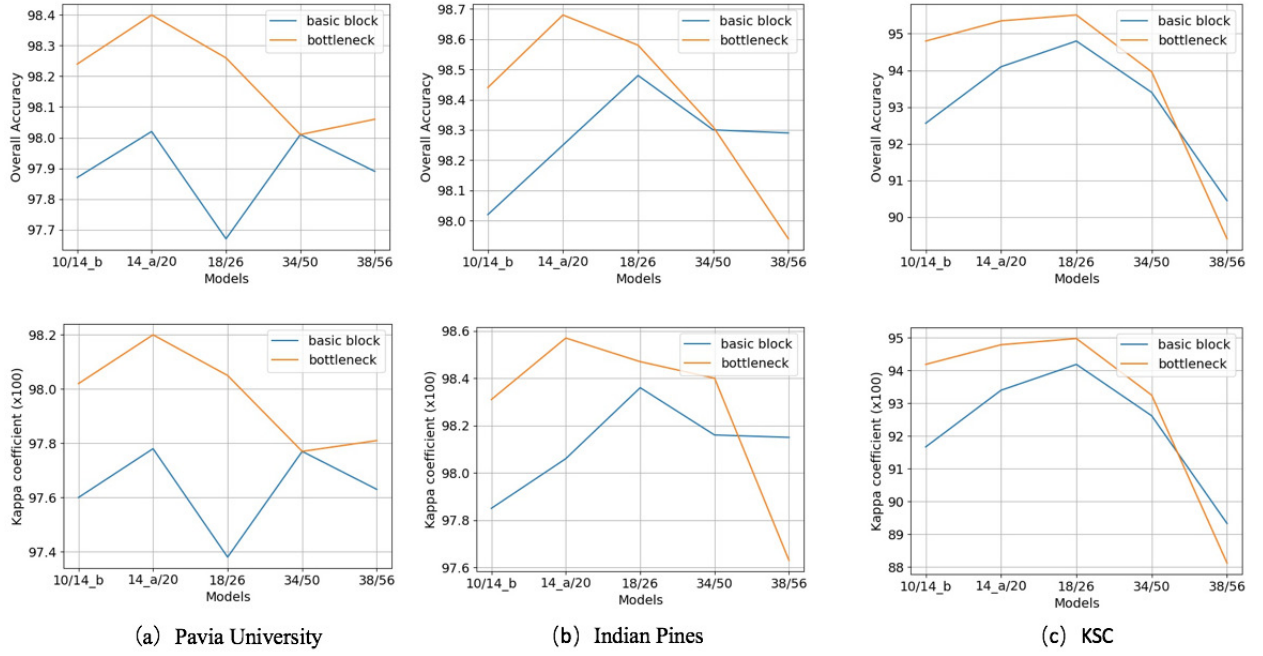 98.4
98.3
98.2
98.1
98.0
97.9
97.8
97.7
Overall Accuracy
basic block
bottleneck
10/14_b 14_a/20 18/26 34/50 38/56
Models
98.7
98.6
98.5
98.4
98.3
98.2
98.1
98.0
Overall Accuracy
basic block
bottleneck
10/14_b 14_a/20 18/26 34/50 38/56
Models
95
94
93
92
91
90
Overall Accuracy
basic block
bottleneck
10/14_b 14_a/20 18/26 34/50 38/56
Models
98.2
98.0
97.8
97.6
97.4
Kappa coefficient (x100)
basic block
bottleneck
10/14_b 14_a/20 18/26 34/50 38/56
Models
98.6
98.4
98.2
98.0
97.8
97.6
Kappa coefficient (x100)
basic block
bottleneck
10/14_b 14_a/20 18/26 34/50 38/56
Models
95
94
93
92
91
90
89
88
Kappa coefficient (x100)
basic block
bottleneck
10/14_b 14_a/20 18/26 34/50 38/56
Models
(a) Pavia University
(b) Indian Pines
(c) KSC